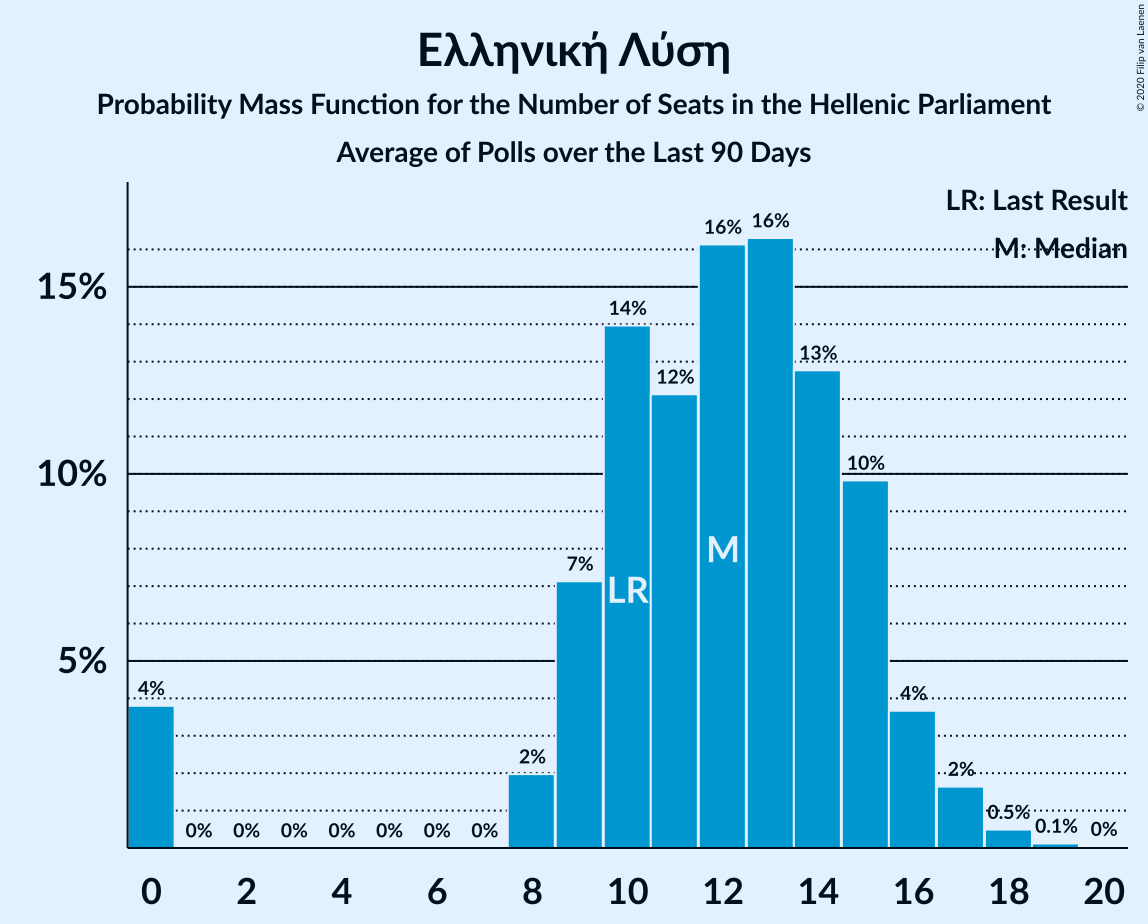 Ελληνική Λύση
Probability Mass Function for the Number of Seats in the Hellenic Parliament
Average of Polls over the Last 90 Days
© 2020 Filip van Laenen
LR: Last Result
M: Median
15%
10%
5%
4%
0%
0%
0%
0%
0%
0%
0%
2%
7%
14%
12%
16%
16%
13%
10%
4%
2%
0.5%
0.1%
0%
LR
M
0 2 4 6 8 10 12 14 16 18 20